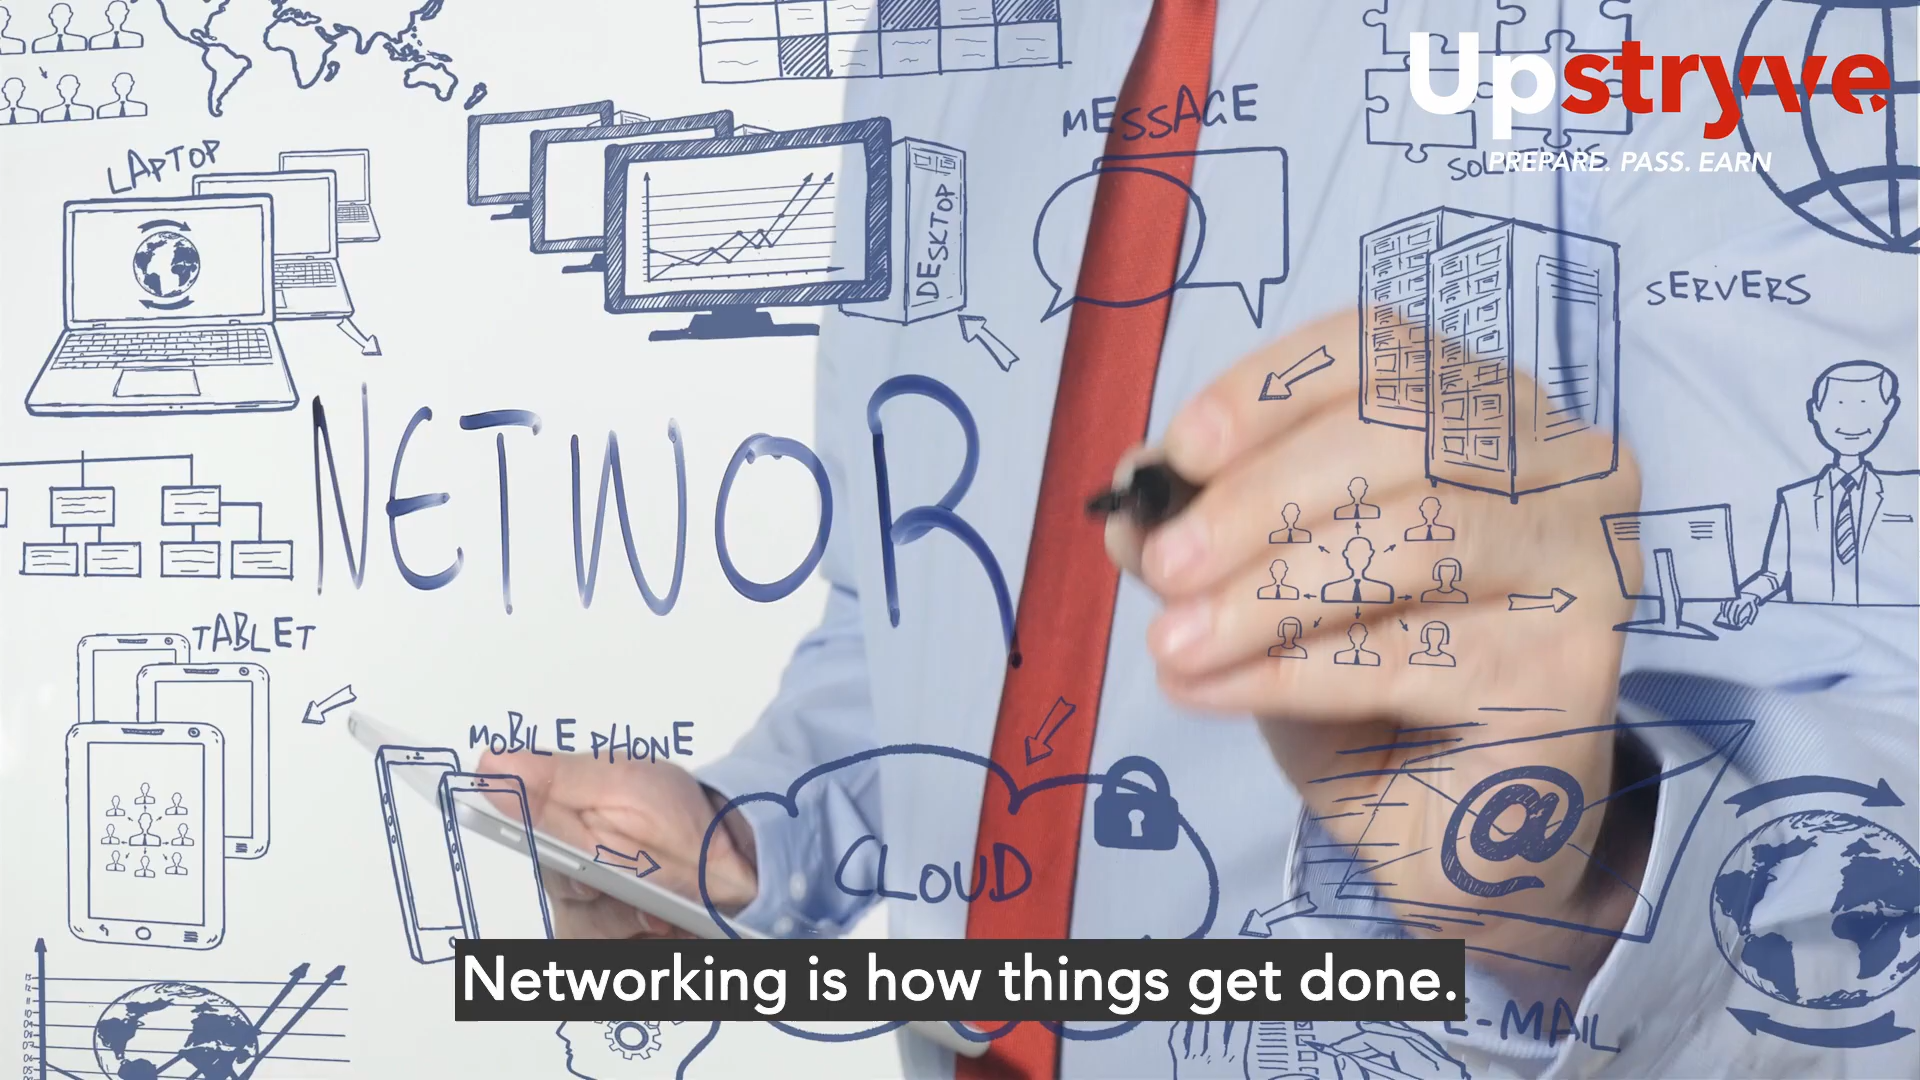 Upstryve
PREPARE. PASS. EARN
MESSAGE
LAPTOP
DESKTOP
SERVERS
NETWOR
TABLET
MOBILE PHONE
CLOUD
@
Networking is how things get done.
E-MAIL